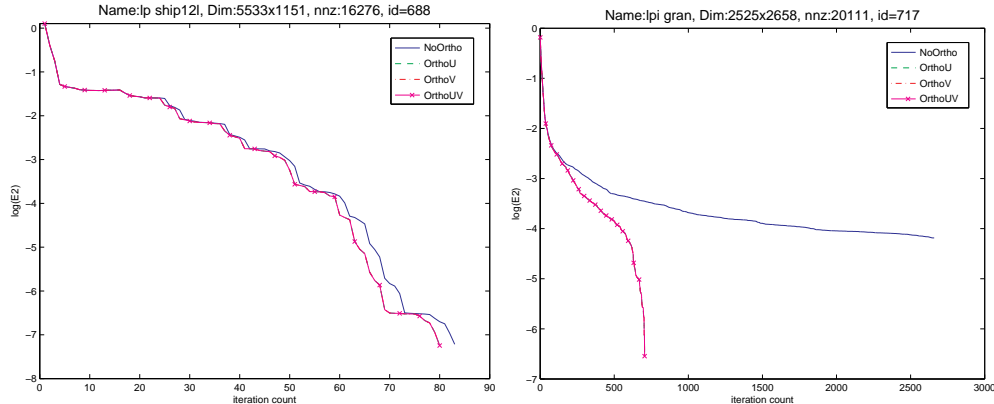 Name:lp ship12l, Dim:5533x1151, nnz:16276, id=688
0
−1
−2
−3
−4
−5
−6
−7
−8
log(E2)
NoOrtho
OrthoU
OrthoV
OrthoUV
0 10 20 30 40 50 60 70 80 90
iteration count
Name:lpi gran, Dim:2525x2658, nnz:20111, id=717
0
−1
−2
−3
−4
−5
−6
−7
log(E2)
NoOrtho
OrthoU
OrthoV
OrthoUV
0 500 1000 1500 2000 2500 3000
iteration count